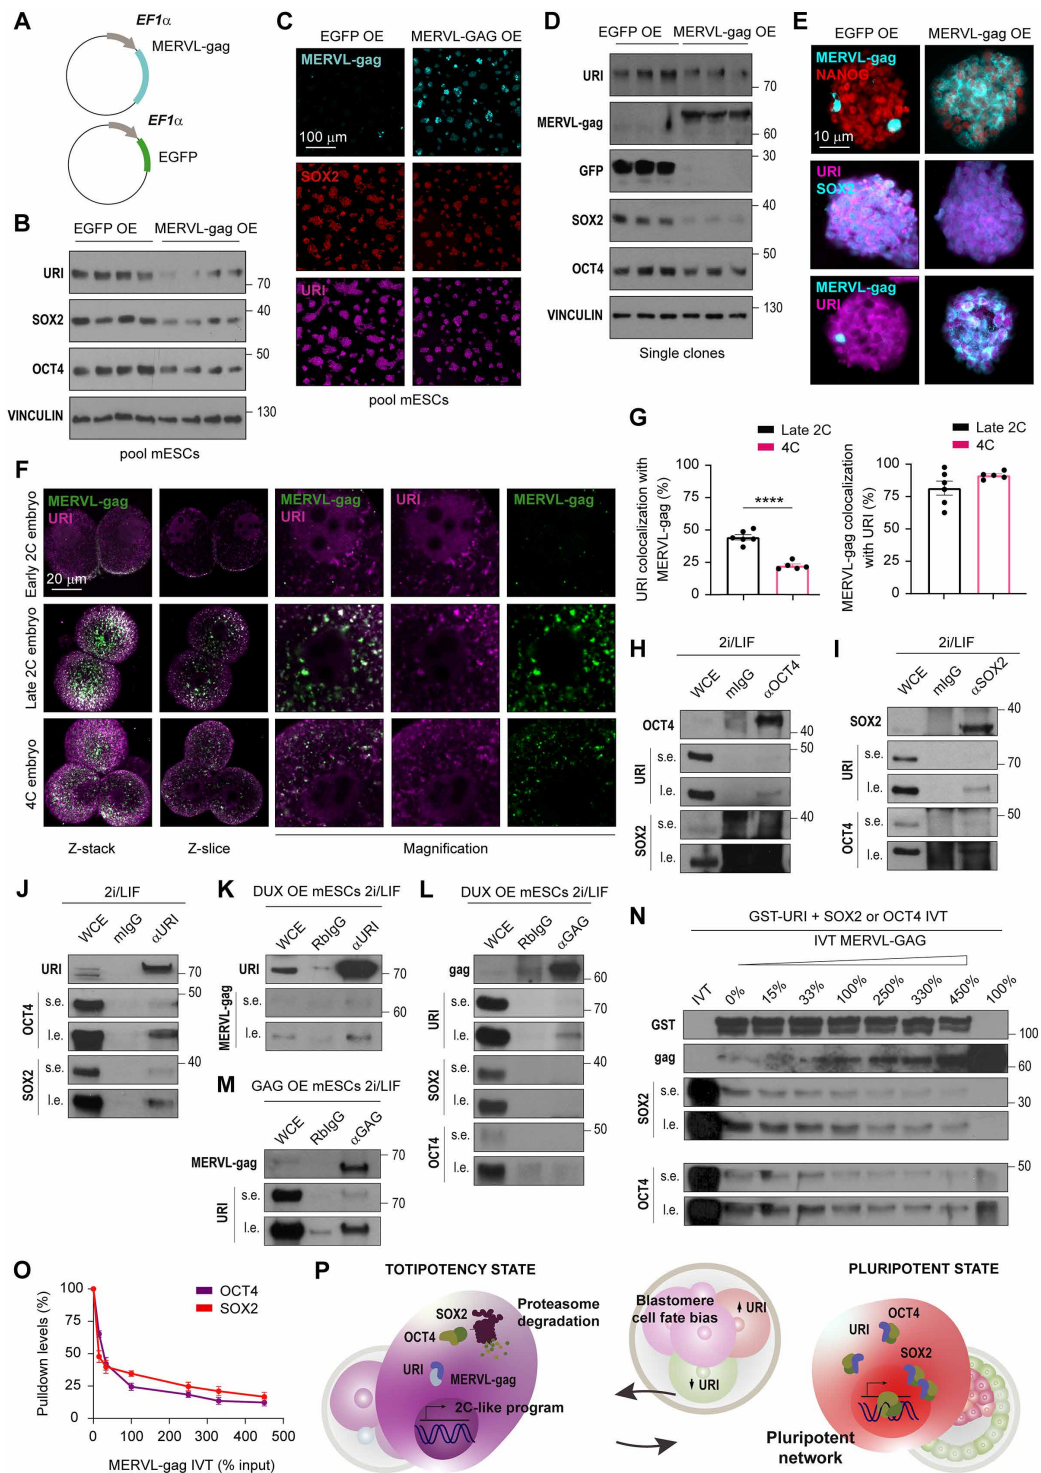 A
EF1α
MERVL-gag
EF1α
EGFP
B
EGFP OE MERVL-gag OE
URI
70
SOX2
40
OCT4
50
VINCULIN
130
pool mESCs
C
EGFP OE MERVL-GAG OE
MERVL-gag
100 µm
SOX2
URI
pool mESCs
D
EGFP OE MERVL-gag OE
URI
70
MERVL-gag
60
GFP
30
SOX2
40
OCT4
50
VINCULIN
130
Single clones
E
EGFP OE MERVL-gag OE
MERVL-gag
NANOG
10 µm
URI
SOX2
MERVL-gag
URI
F
Early 2C embryo
MERVL-gag
URI
20 µm
MERVL-gag
URI
URI
MERVL-gag
Late 2C embryo
4C embryo
Z-stack
Z-slice
Magnification
G
Late 2C
4C
URI colocalization with
MERVL-gag (%)
100
75
50
25
0
****
Late 2C
4C
MERVL-gag colocalization
with URI (%)
100
75
50
25
0
H
2i/LIF
WCE
mIgG
αOCT4
OCT4
40
URI
s.e.
50
l.e.
SOX2
s.e.
40
l.e.
I
2i/LIF
WCE
mIgG
αSOX2
SOX2
40
URI
s.e.
70
l.e.
OCT4
s.e.
50
l.e.
J
2i/LIF
WCE
mIgG
αURI
URI
70
OCT4
s.e.
50
l.e.
SOX2
s.e.
40
l.e.
K
DUX OE mESCs 2i/LIF
WCE
RbIgG
αURI
URI
70
MERVL-gag
s.e.
60
l.e.
L
DUX OE mESCs 2i/LIF
WCE
RbIgG
αGAG
gag
60
URI
s.e.
70
l.e.
SOX2
s.e.
40
l.e.
OCT4
s.e.
50
l.e.
M
GAG OE mESCs 2i/LIF
WCE
RbIgG
αGAG
MERVL-gag
70
URI
s.e.
70
l.e.
N
GST-URI + SOX2 or OCT4 IVT
IVT MERVL-GAG
IVT
0%
15%
33%
100%
250%
330%
450%
100%
GST
100
gag
60
SOX2
s.e.
30
l.e.
OCT4
s.e.
50
l.e.
O
OCT4
SOX2
Pulldown levels (%)
100
75
50
25
0
0 100 200 300 400 500
MERVL-gag IVT (% input)
P
TOTIPOTENCY STATE
SOX2
OCT4
Proteasome
degradation
URI
MERVL-gag
2C-like program
Blastomere
cell fate bias
URI
URI
PLURIPOTENT STATE
OCT4
URI
SOX2
Pluripotent
network